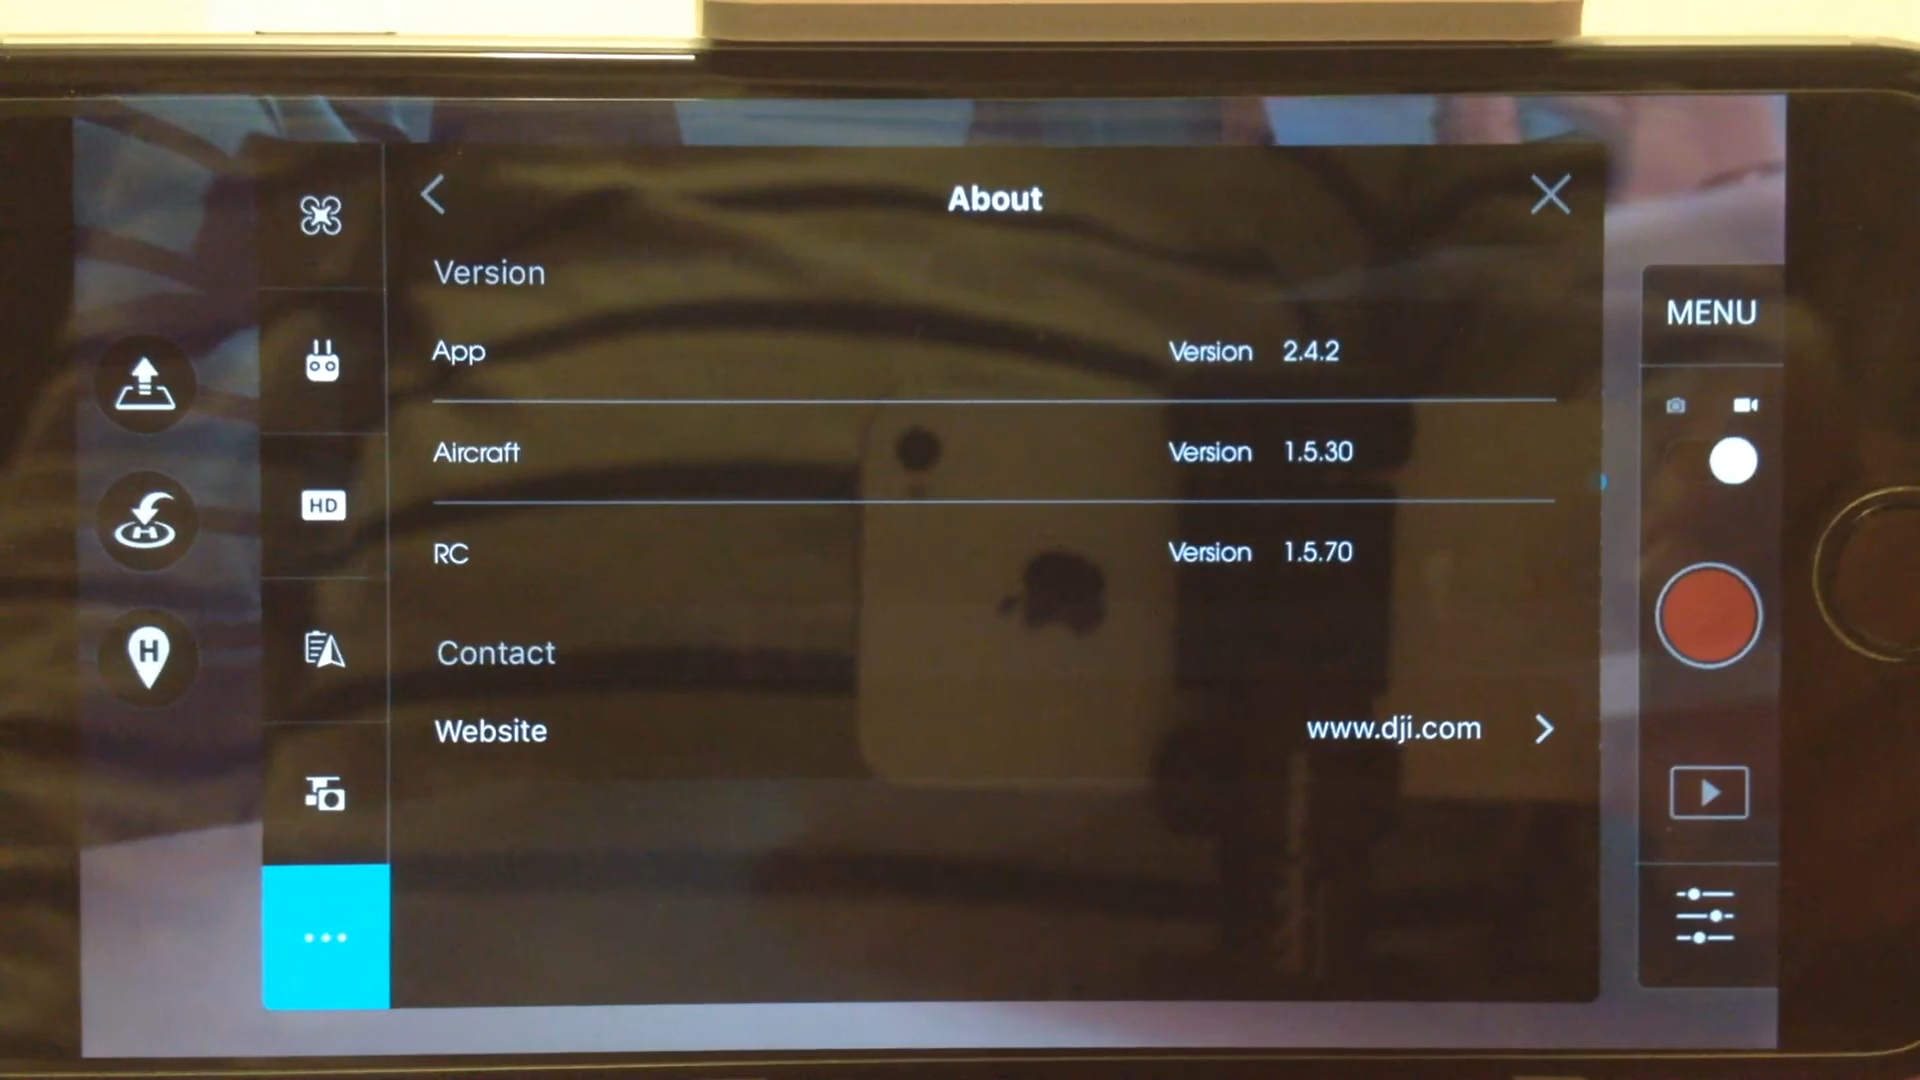 About
Version
App Version 2.4.2
Aircraft Version 1.5.30
RC Version 1.5.70
Contact
Website www.dji.com
MENU
HD
H
H